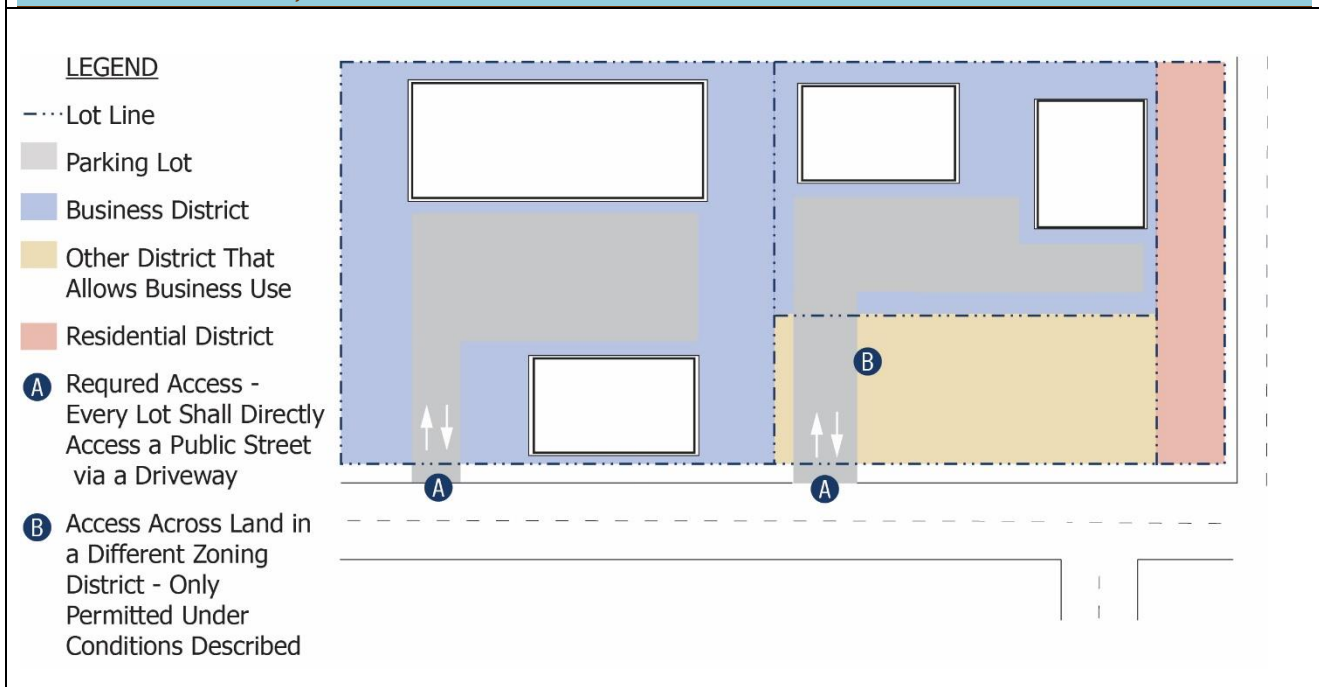 LEGEND
Lot Line
Parking Lot
Business District
Other District That
Allows Business Use
Residential District
A Requred Access -
Every Lot Shall Directly
Access a Public Street
via a Driveway
B Access Across Land in
a Different Zoning
District - Only
Permitted Under
Conditions Described
B
A
A